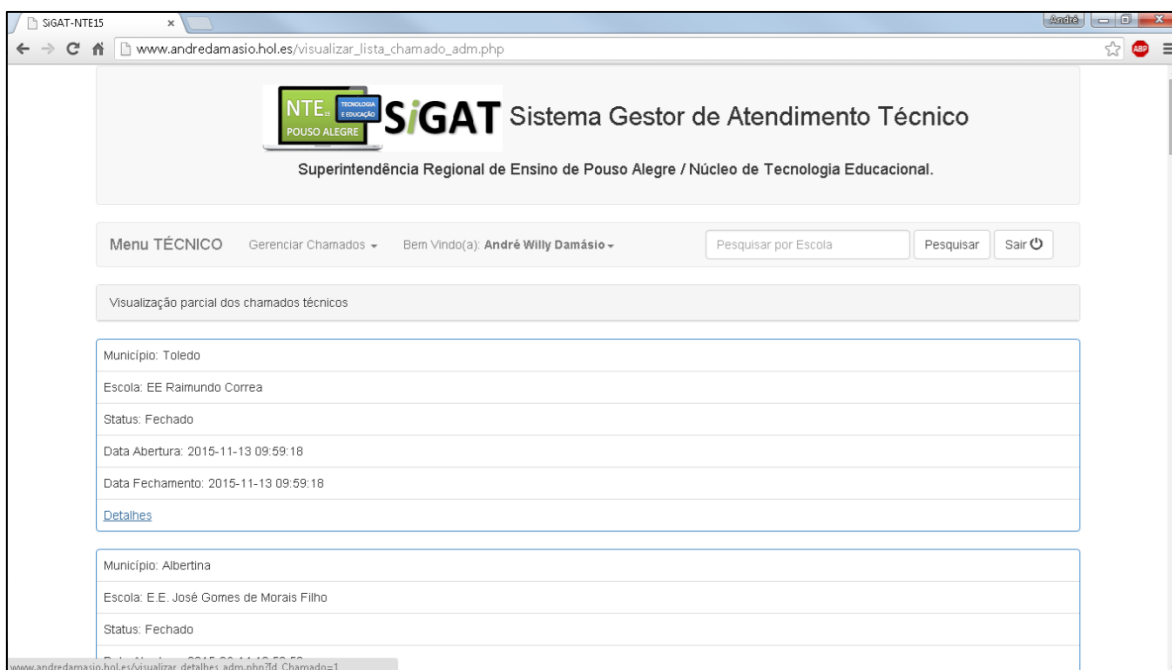 SiGAT-NTE15
André
www.andredamasio.hol.es/visualizar_lista_chamado_adm.php
ABP
NTE 15 TECNOLOGIA E EDUCAÇÃO
POUSO ALEGRE
SiGAT Sistema Gestor de Atendimento Técnico
Superintendência Regional de Ensino de Pouso Alegre / Núcleo de Tecnologia Educacional.
Menu TÉCNICO Gerenciar Chamados Bem Vindo(a): André Willy Damásio Pesquisar por Escola Pesquisar Sair
Visualização parcial dos chamados técnicos
Município: Toledo
Escola: EE Raimundo Correa
Status: Fechado
Data Abertura: 2015-11-13 09:59:18
Data Fechamento: 2015-11-13 09:59:18
Detalhes
Município: Albertina
Escola: E.E. José Gomes de Morais Filho
Status: Fechado
www.andredamasio.hol.es/visualizar_detalhes_adm.php?Id_Chamado=1